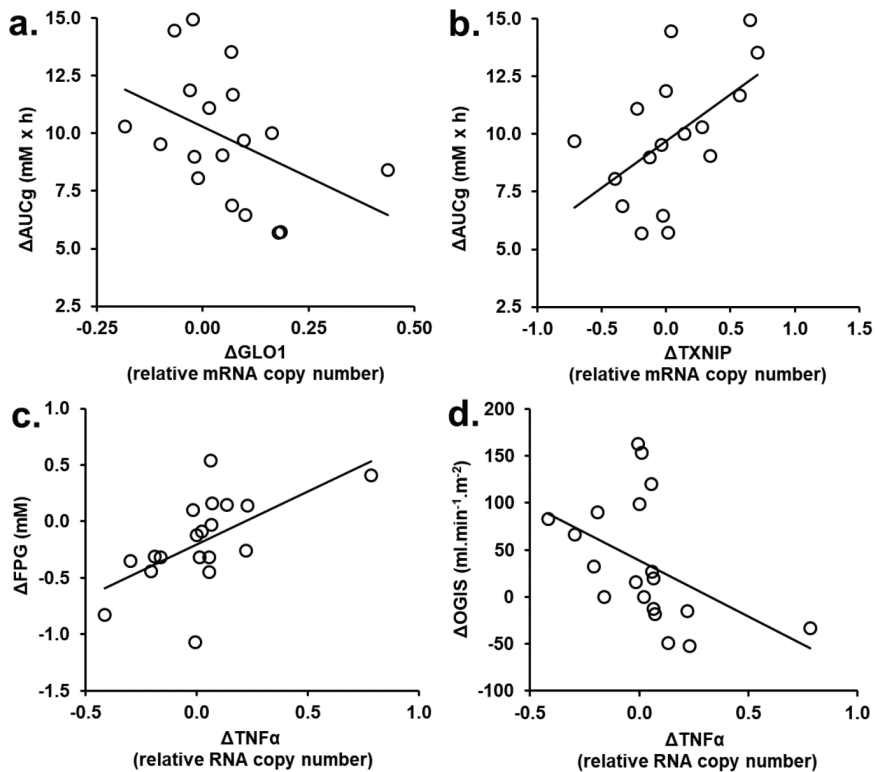 a.
15.0
12.5
10.0
7.5
5.0
2.5
ΔAUCg (mM x h)
-0.25 0.00 0.25 0.50
ΔGLO1
(relative mRNA copy number)
b.
15.0
12.5
10.0
7.5
5.0
2.5
ΔAUCg (mM x h)
-1.0 -0.5 0.0 0.5 1.0 1.5
ΔTXNIP
(relative mRNA copy number)
c.
1.0
0.5
0.0
-0.5
-1.0
-1.5
ΔFPG (mM)
-0.5 0.0 0.5 1.0
ΔTNFα
(relative RNA copy number)
d.
200
150
100
50
0
-50
-100
ΔOGIS (ml.min⁻¹.m⁻²)
-0.5 0.0 0.5 1.0
ΔTNFα
(relative RNA copy number)